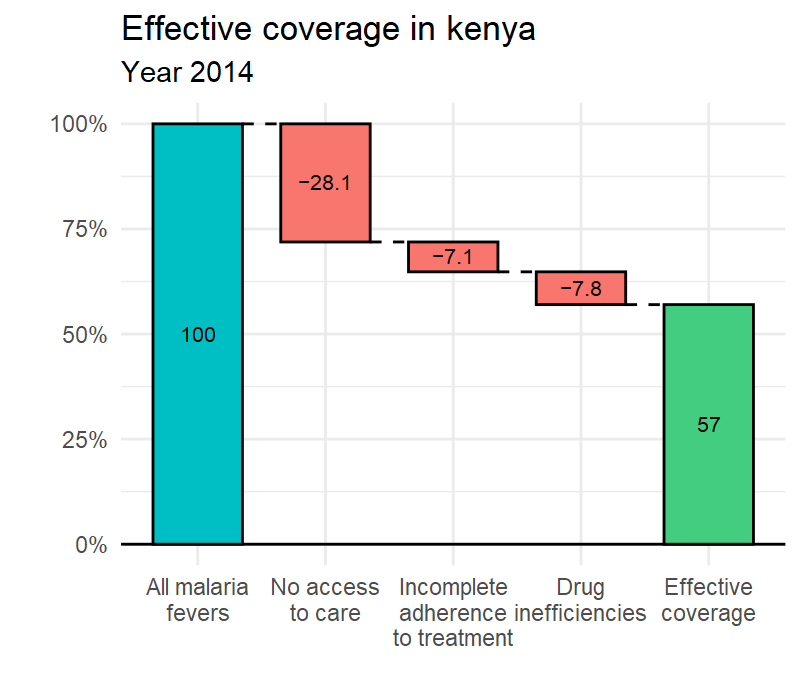 Effective coverage in kenya
Year 2014
100%
75%
50%
25%
0%
100
−28.1
−7.1
−7.8
57
All malaria
fevers
No access
to care
Incomplete
adherence
to treatment
Drug
inefficiencies
Effective
coverage